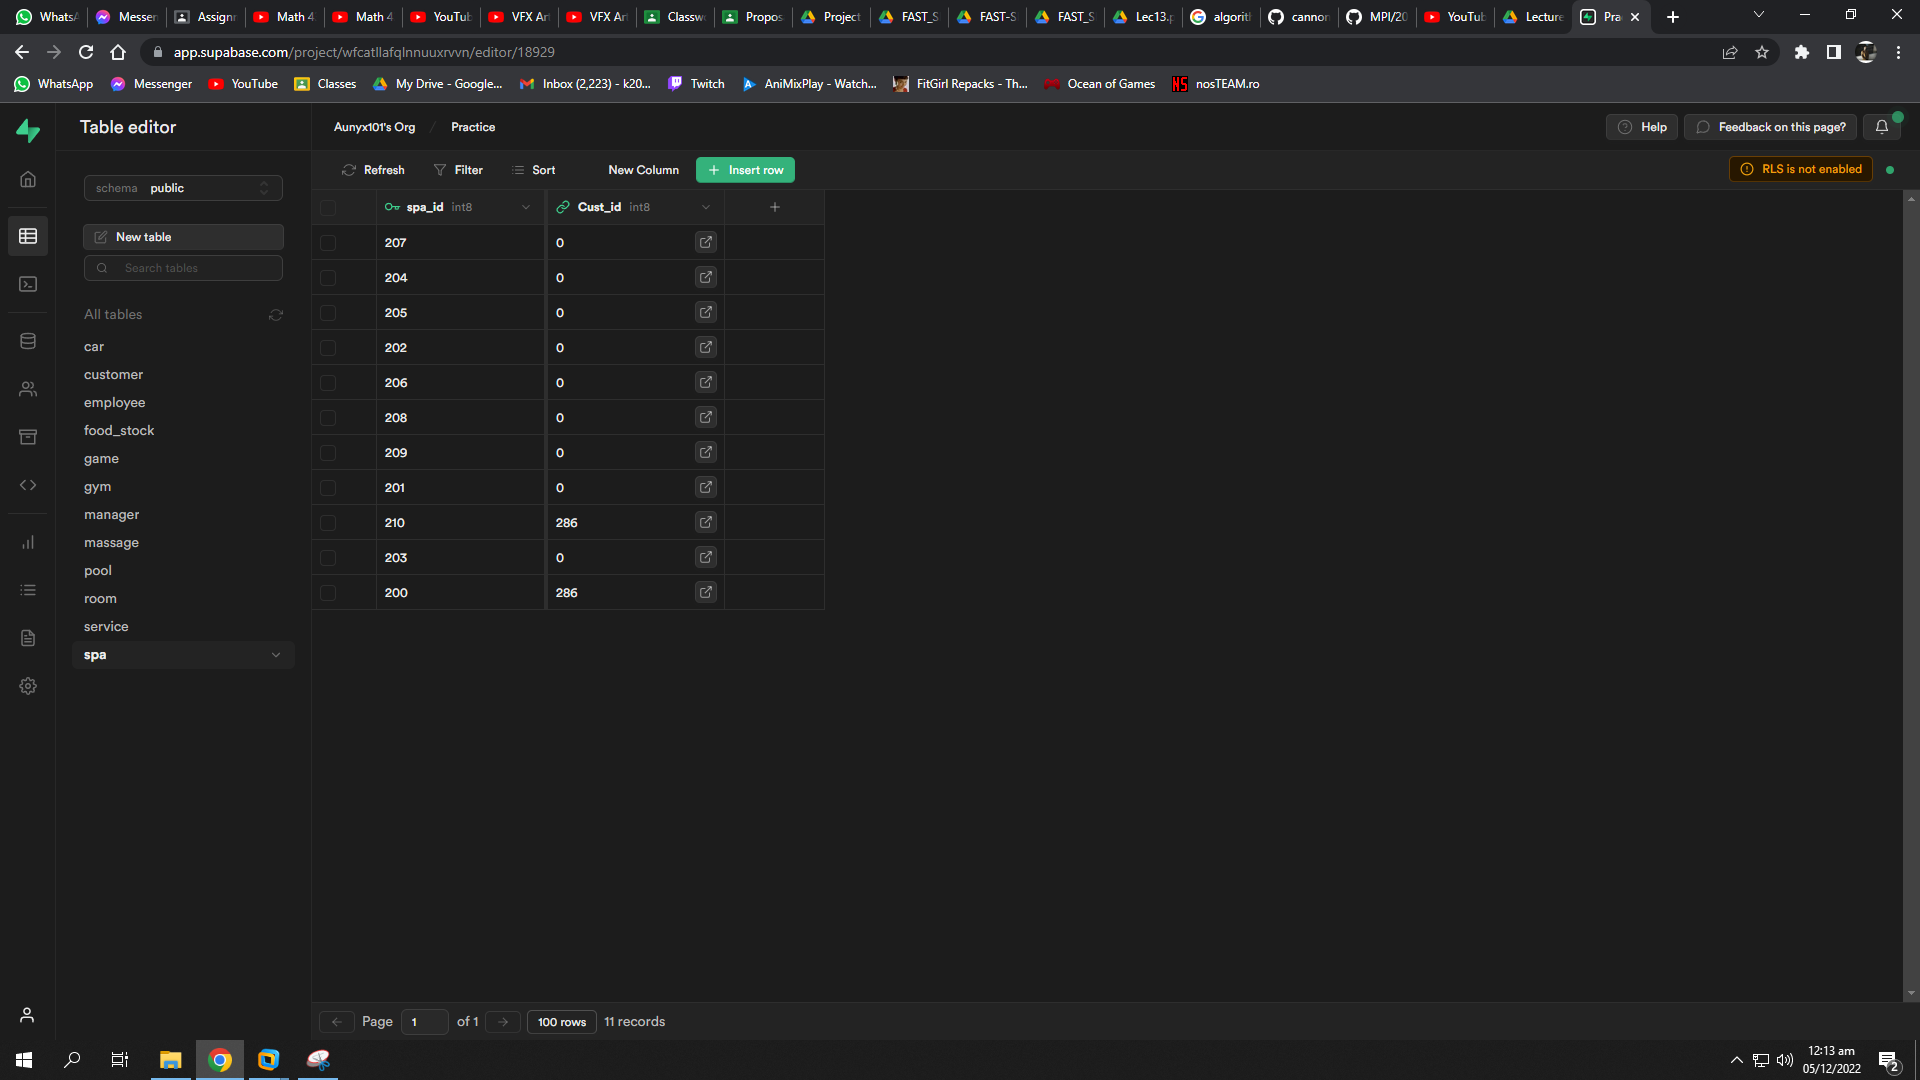 WhatsA Messen Assignm Math 4 Math 4 YouTub VFX Ar VFX Ar Classwo Propos Project FAST_S FAST-S FAST_S Lec13.p algorith cannon MPI/20 YouTub Lecture Pra
app.supabase.com/project/wfcatllafqlnnuuxrvvn/editor/18929
WhatsApp Messenger YouTube Classes My Drive - Google... Inbox (2,223) - k20... Twitch AniMixPlay - Watch... FitGirl Repacks - Th... Ocean of Games NS nosTEAM.ro
Table editor Aunyx101's Org / Practice Help Feedback on this page?
Refresh Filter Sort New Column + Insert row RLS is not enabled
schema public
New table
Search tables
All tables
car
customer
employee
food_stock
game
gym
manager
massage
pool
room
service
spa
spa_id int8 Cust_id int8 +
207 0
204 0
205 0
202 0
206 0
208 0
209 0
201 0
210 286
203 0
200 286
Page 1 of 1 100 rows 11 records
12:13 am
05/12/2022
2